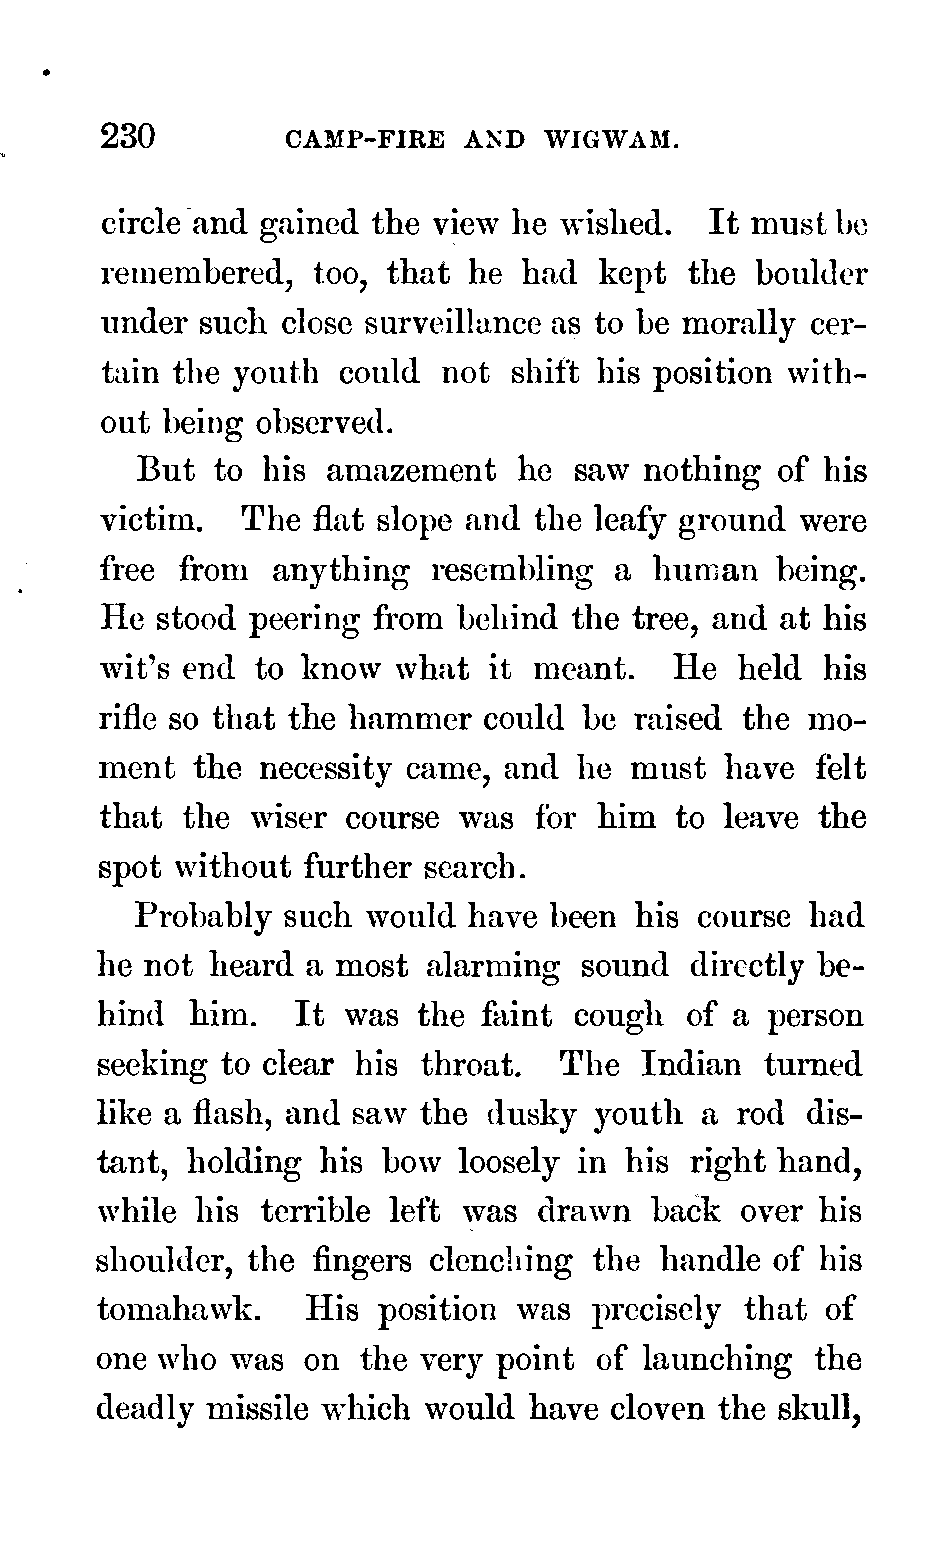 230 CAMP-FIRE AND WIGWAM.
circle and gained the view he wished. It must be
remembered, too, that he had kept the boulder
under such close surveillance as to be morally cer-
tain the youth could not shift his position with-
out being observed.
But to his amazement he saw nothing of his
victim. The flat slope and the leafy ground were
free from anything resembling a human being.
He stood peering from behind the tree, and at his
wit's end to know what it meant. He held his
rifle so that the hammer could be raised the mo-
ment the necessity came, and he must have felt
that the wiser course was for him to leave the
spot without further search.
Probably such would have been his course had
he not heard a most alarming sound directly be-
hind him. It was the faint cough of a person
seeking to clear his throat. The Indian turned
like a flash, and saw the dusky youth a rod dis-
tant, holding his bow loosely in his right hand,
while his terrible left was drawn back over his
shoulder, the fingers clenching the handle of his
tomahawk. His position was precisely that of
one who was on the very point of launching the
deadly missile which would have cloven the skull,